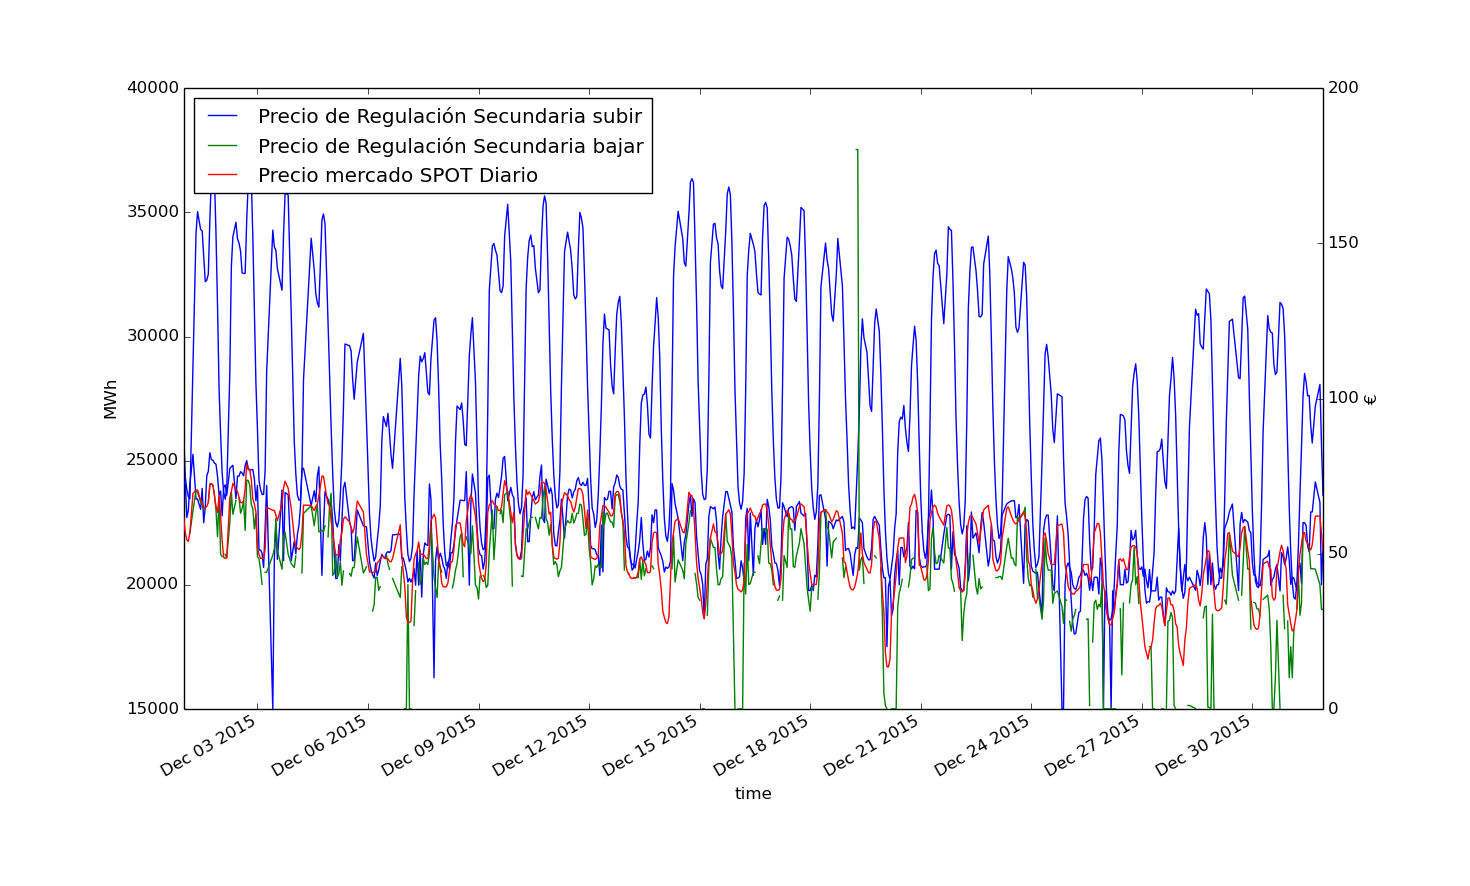 40000
35000
30000
25000
20000
15000
MWh
Precio de Regulación Secundaria subir
Precio de Regulación Secundaria bajar
Precio mercado SPOT Diario
200
150
100
50
0
€
Dec 03 2015
Dec 06 2015
Dec 09 2015
Dec 12 2015
Dec 15 2015
Dec 18 2015
Dec 21 2015
Dec 24 2015
Dec 27 2015
Dec 30 2015
time